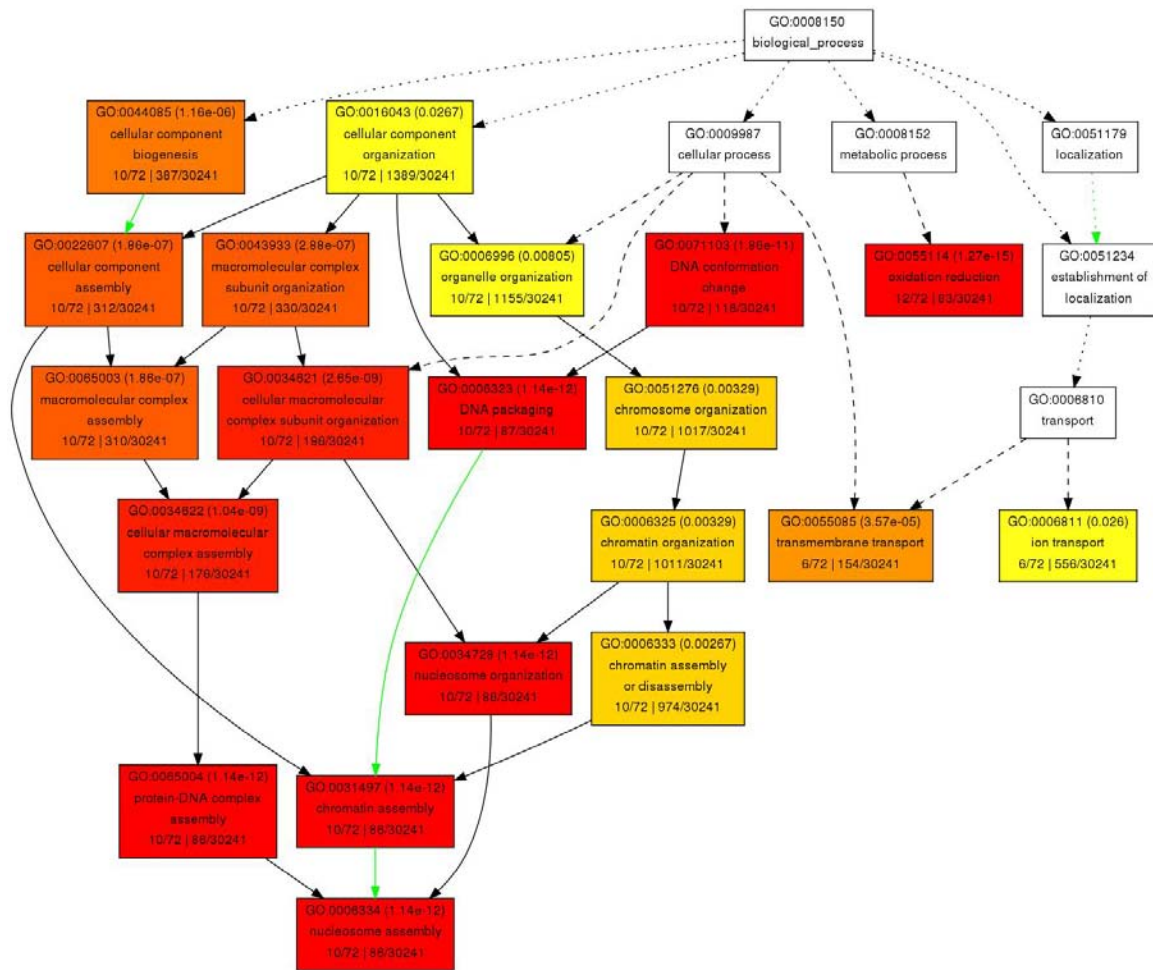 GO:0008150
biological_process
GO:0044085 (1.16e-06)
cellular component
biogenesis
10/72 | 387/30241
GO:0016043 (0.0267)
cellular component
organization
10/72 | 1389/30241
GO:0009987
cellular process
GO:0008152
metabolic process
GO:0051179
localization
GO:0022607 (1.86e-07)
cellular component
assembly
10/72 | 312/30241
GO:0043933 (2.88e-07)
macromolecular complex
subunit organization
10/72 | 330/30241
GO:0006996 (0.00805)
organelle organization
10/72 | 1155/30241
GO:0071103 (1.86e-11)
DNA conformation
change
10/72 | 118/30241
GO:0055114 (1.27e-15)
oxidation reduction
12/72 | 83/30241
GO:0051234
establishment of
localization
GO:0065003 (1.86e-07)
macromolecular complex
assembly
10/72 | 310/30241
GO:0034621 (2.65e-09)
cellular macromolecular
complex subunit organization
10/72 | 196/30241
GO:0006323 (1.14e-12)
DNA packaging
10/72 | 87/30241
GO:0051276 (0.00329)
chromosome organization
10/72 | 1017/30241
GO:0006810
transport
GO:0034622 (1.04e-09)
cellular macromolecular
complex assembly
10/72 | 176/30241
GO:0006325 (0.00329)
chromatin organization
10/72 | 1011/30241
GO:0055085 (3.57e-05)
transmembrane transport
6/72 | 154/30241
GO:0006811 (0.026)
ion transport
6/72 | 556/30241
GO:0034728 (1.14e-12)
nucleosome organization
10/72 | 86/30241
GO:0006333 (0.00267)
chromatin assembly
or disassembly
10/72 | 974/30241
GO:0065004 (1.14e-12)
protein-DNA complex
assembly
10/72 | 86/30241
GO:0031497 (1.14e-12)
chromatin assembly
10/72 | 86/30241
GO:0006334 (1.14e-12)
nucleosome assembly
10/72 | 86/30241